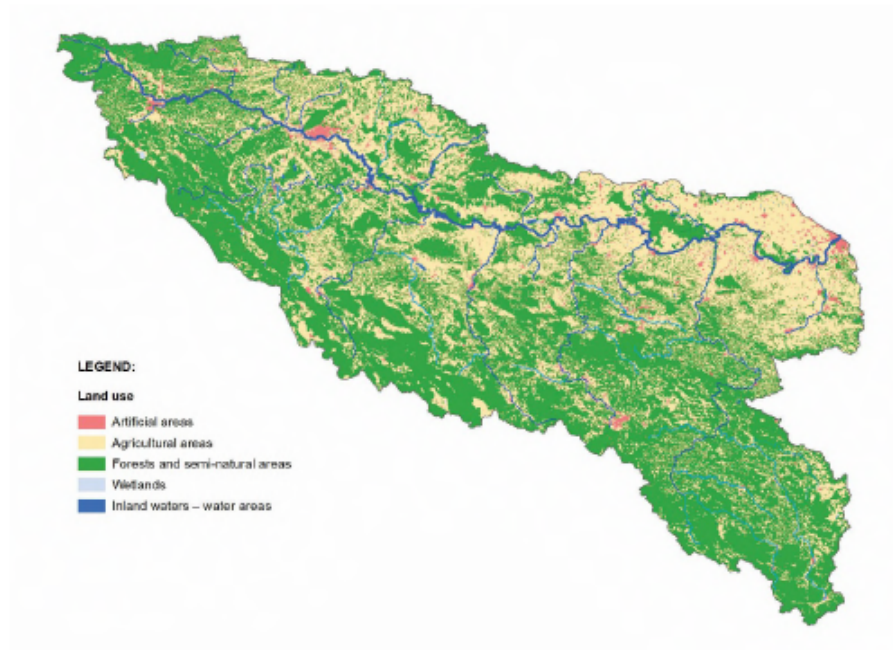 LEGEND:
Land use
Artificial areas
Agricultural areas
Forests and semi-natural areas
Wetlands
Inland waters – water areas